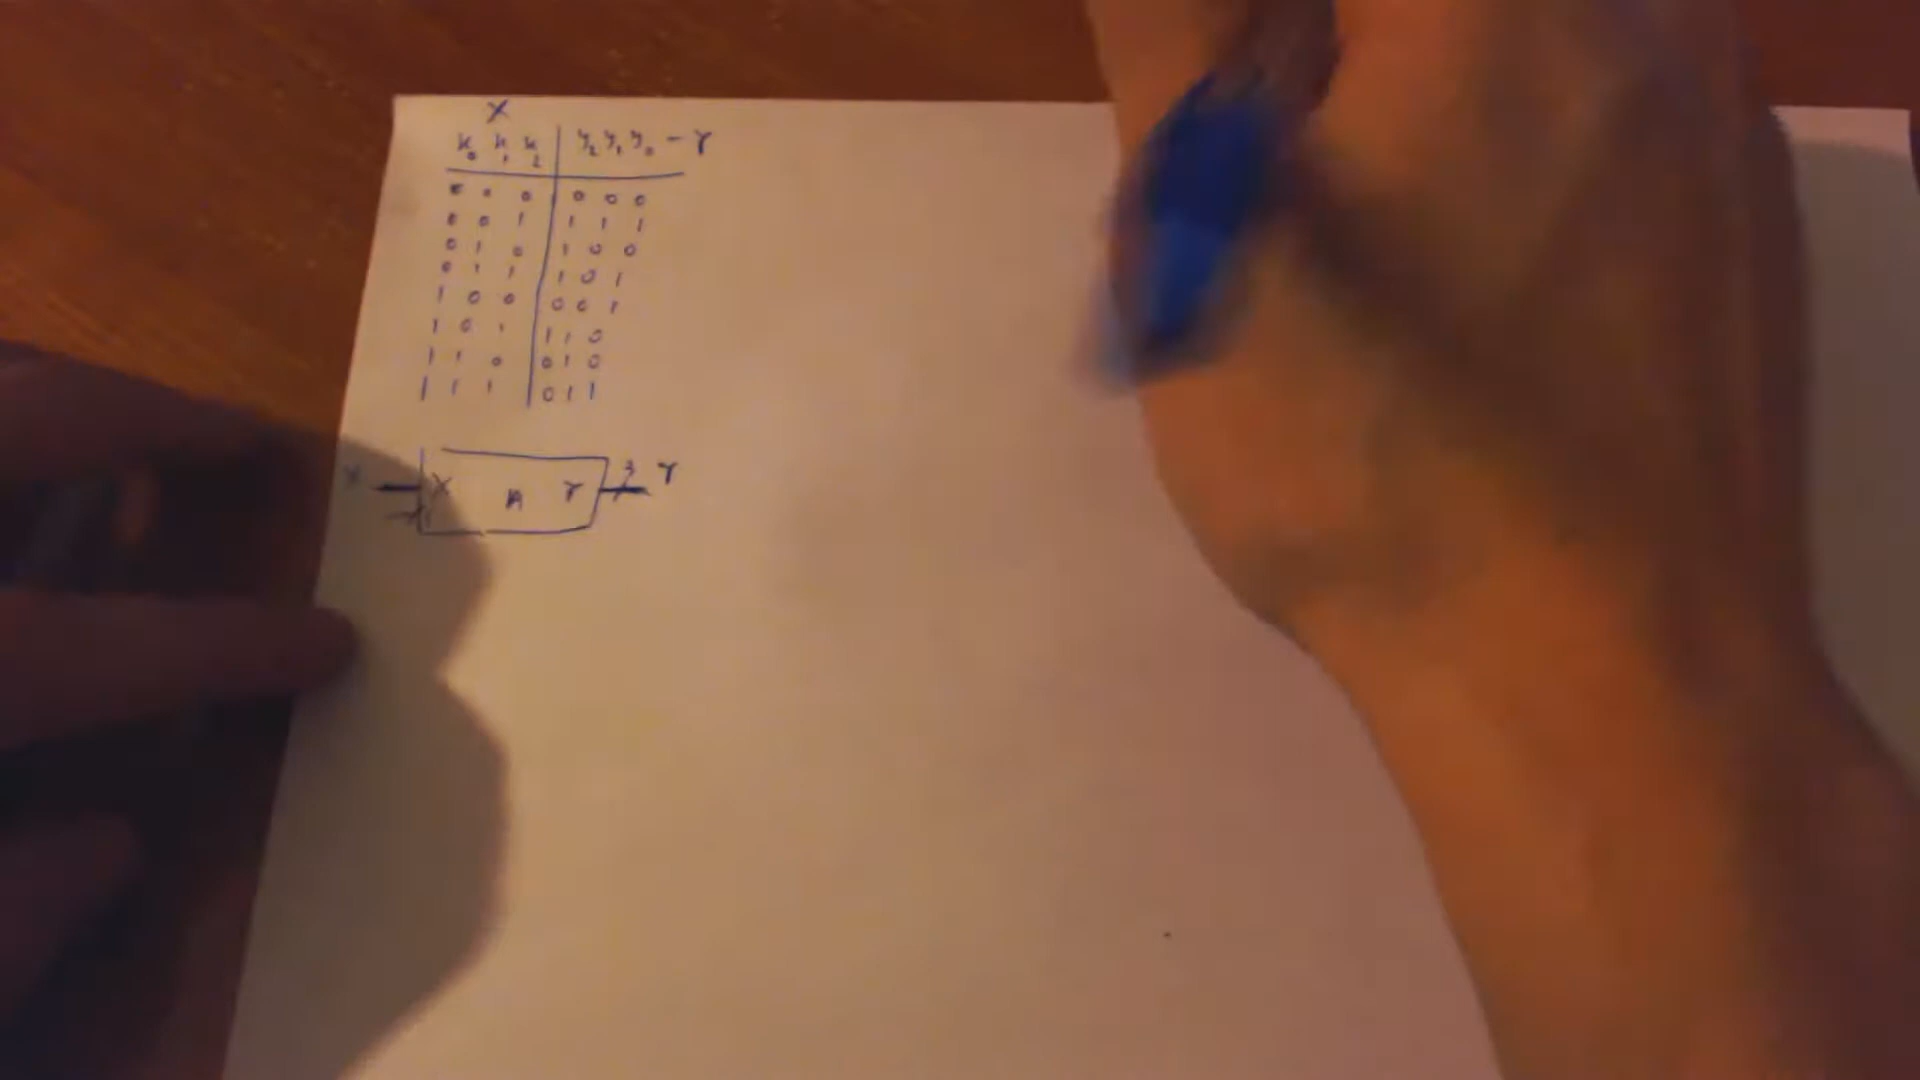 X
x₀ x₁ x₂ | y₂ y₁ y₀ - Y
0 0 0 | 0 0 0
0 0 1 | 1 1 1
0 1 0 | 1 0 0
0 1 1 | 1 0 1
1 0 0 | 0 0 1
1 0 1 | 1 1 0
1 1 0 | 0 1 0
1 1 1 | 0 1 1
X X A Y 3 Y